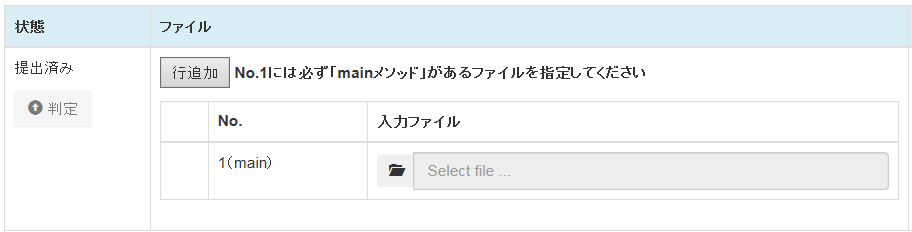 状態 ファイル
提出済み
行追加 No.1には必ず「mainメソッド」があるファイルを指定してください
判定
No. 入力ファイル
1(main) Select file ...